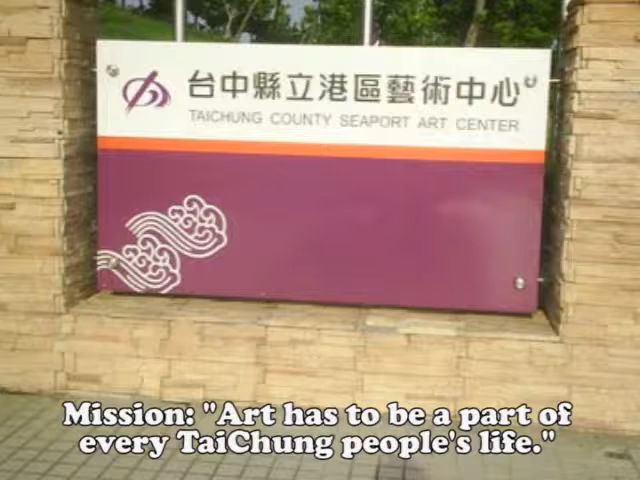 台中縣立港區藝術中心
TAICHUNG COUNTY SEAPORT ART CENTER
Mission: "Art has to be a part of
every TaiChung people's life."